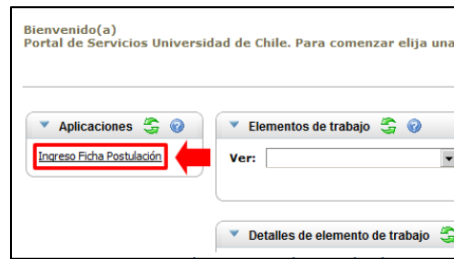 Bienvenido(a)
Portal de Servicios Universidad de Chile. Para comenzar elija una
Aplicaciones
Elementos de trabajo
Ingreso Ficha Postulación
Ver:
Detalles de elemento de trabajo